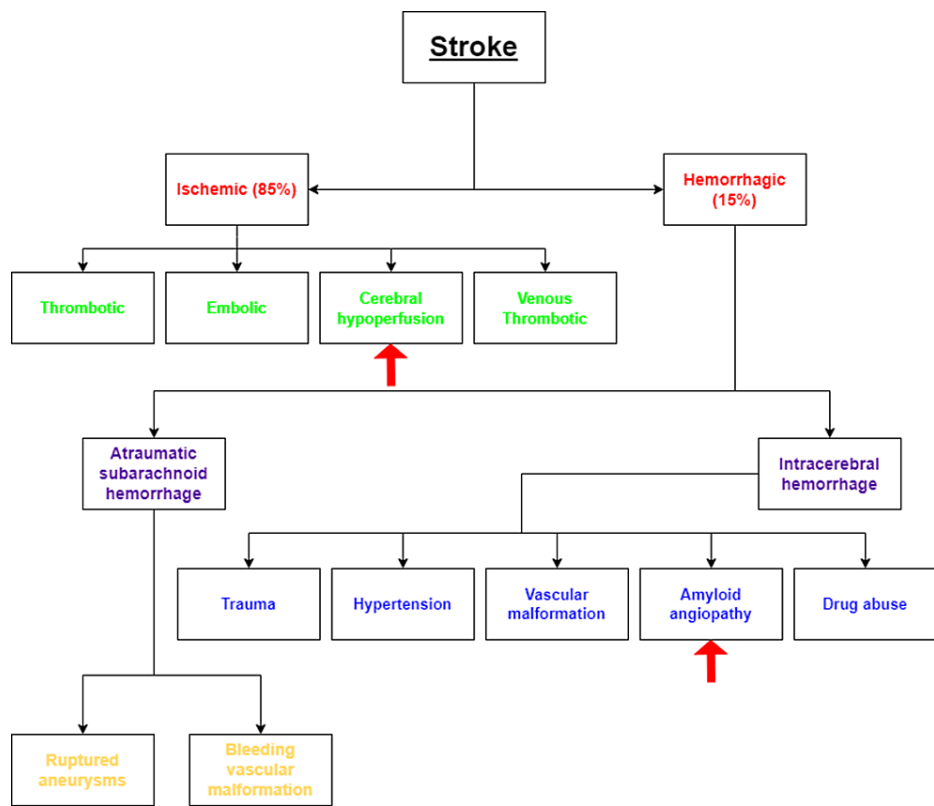 Stroke
Ischemic (85%)
Hemorrhagic
(15%)
Thrombotic
Embolic
Cerebral
hypoperfusion
Venous
Thrombotic
Atraumatic
subarachnoid
hemorrhage
Intracerebral
hemorrhage
Trauma
Hypertension
Vascular
malformation
Amyloid
angiopathy
Drug abuse
Ruptured
aneurysms
Bleeding
vascular
malformation